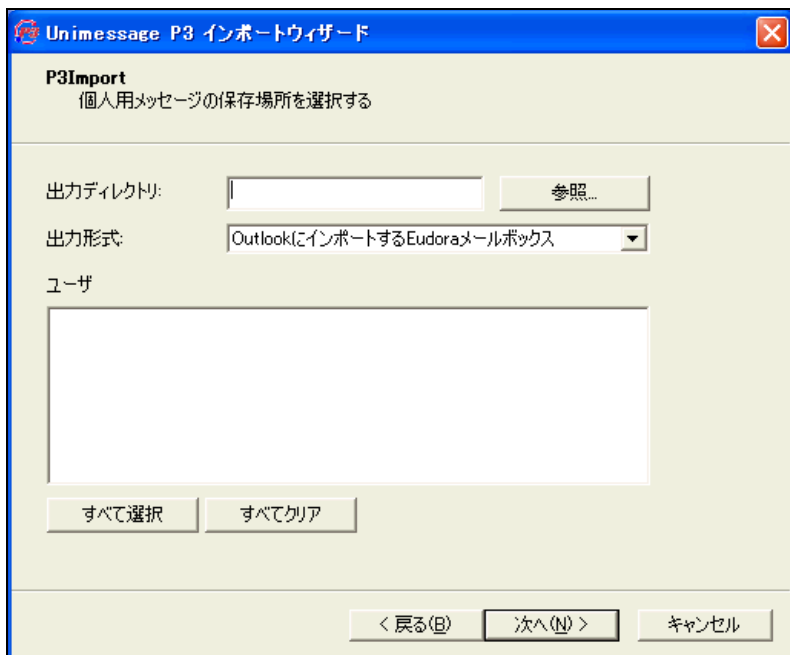 Unimessage P3 インポートウィザード
P3Import
個人用メッセージの保存場所を選択する
出力ディレクトリ:
参照...
出力形式:
OutlookにインポートするEudoraメールボックス
ユーザ
すべて選択
すべてクリア
< 戻る(B)
次へ(N) >
キャンセル